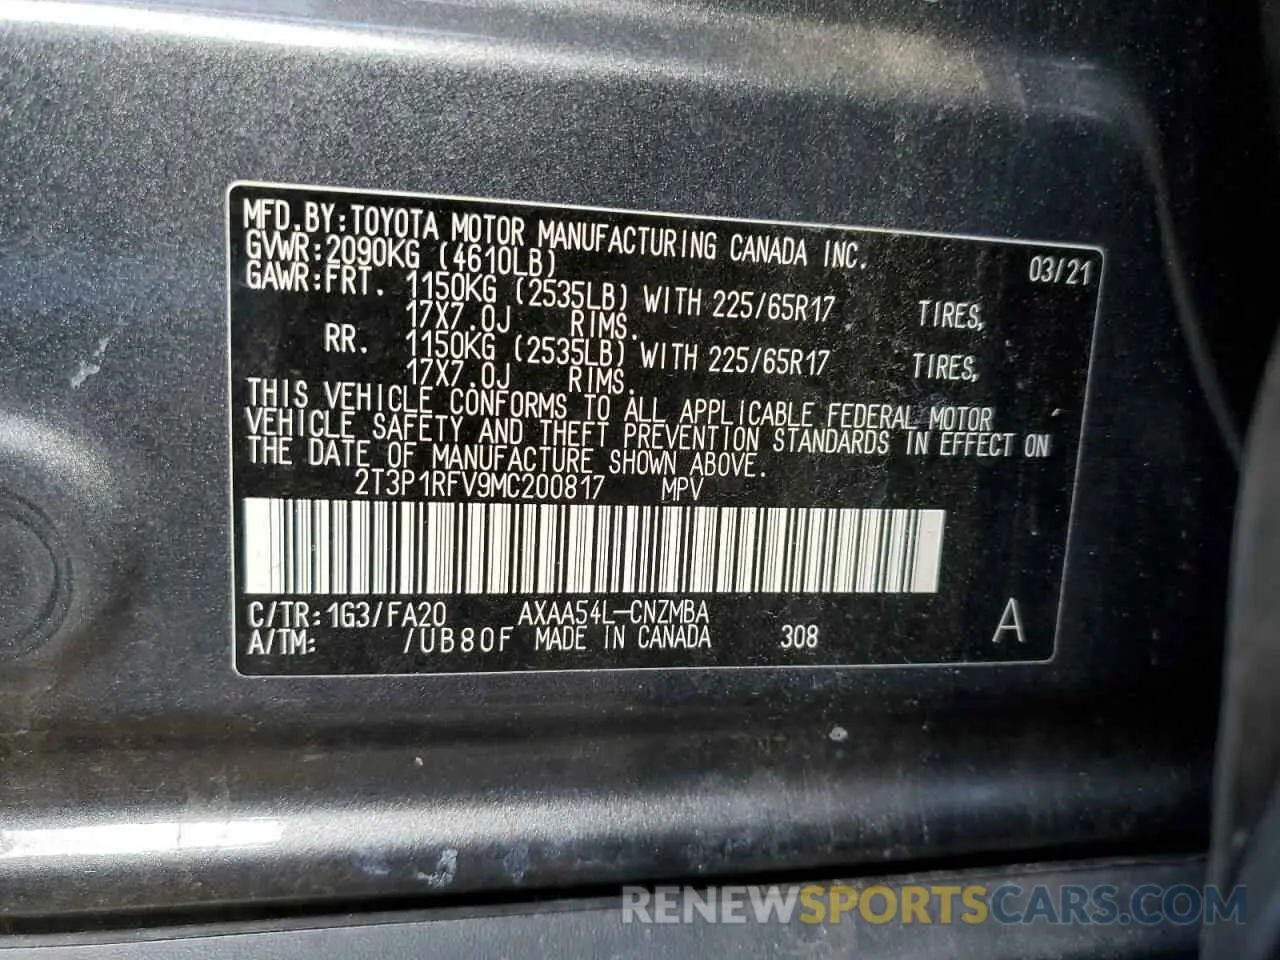 MFD.BY:TOYOTA MOTOR MANUFACTURING CANADA INC.
GVWR:2090KG (4610LB) 03/21
GAWR:FRT. 1150KG (2535LB) WITH 225/65R17 TIRES,
17X7.0J RIMS.
RR. 1150KG (2535LB) WITH 225/65R17 TIRES,
17X7.0J RIMS.
THIS VEHICLE CONFORMS TO ALL APPLICABLE FEDERAL MOTOR
VEHICLE SAFETY AND THEFT PREVENTION STANDARDS IN EFFECT ON
THE DATE OF MANUFACTURE SHOWN ABOVE.
2T3P1RFV9MC200817 MPV
C/TR:1G3/FA20 AXAA54L-CNZMBA
A/TM: /UB80F MADE IN CANADA 308 A
RENEWSPORTSCARS.COM